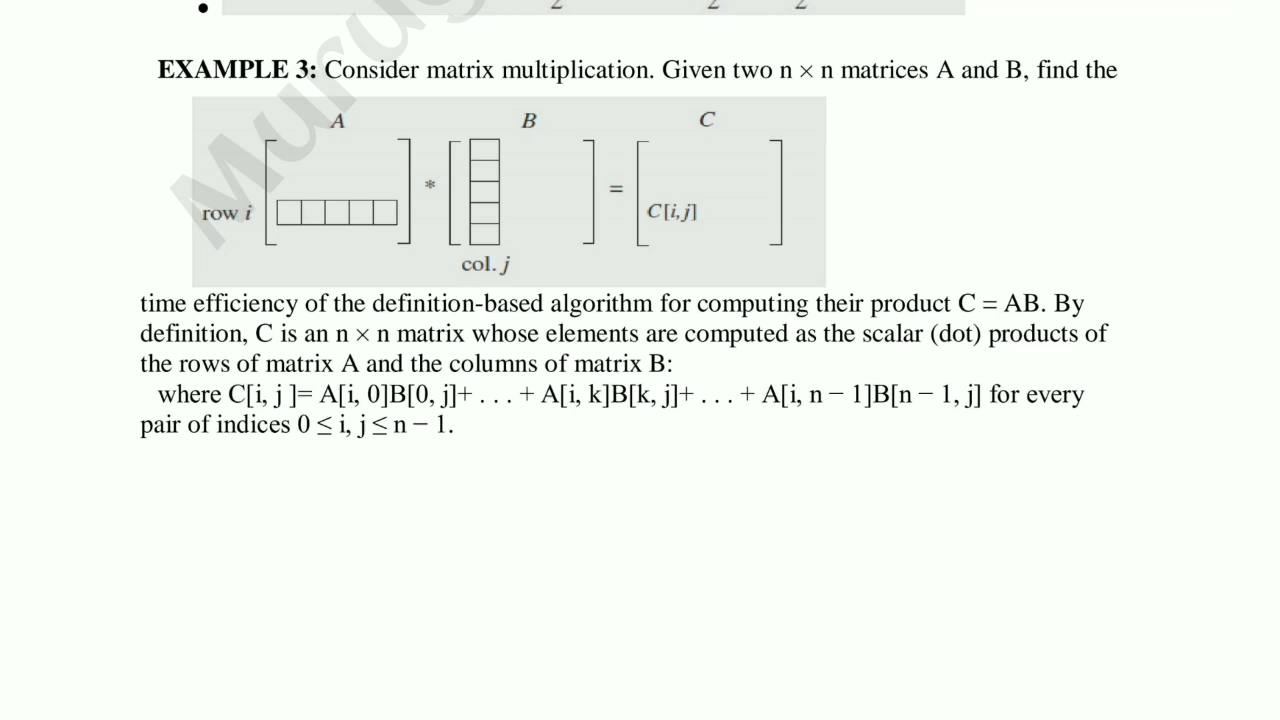 EXAMPLE 3: Consider matrix multiplication. Given two n × n matrices A and B, find the
A B C
* =
row i C[i, j]
col. j
time efficiency of the definition-based algorithm for computing their product C = AB. By
definition, C is an n × n matrix whose elements are computed as the scalar (dot) products of
the rows of matrix A and the columns of matrix B:
where C[i, j ]= A[i, 0]B[0, j]+ . . . + A[i, k]B[k, j]+ . . . + A[i, n − 1]B[n − 1, j] for every
pair of indices 0 ≤ i, j ≤ n − 1.